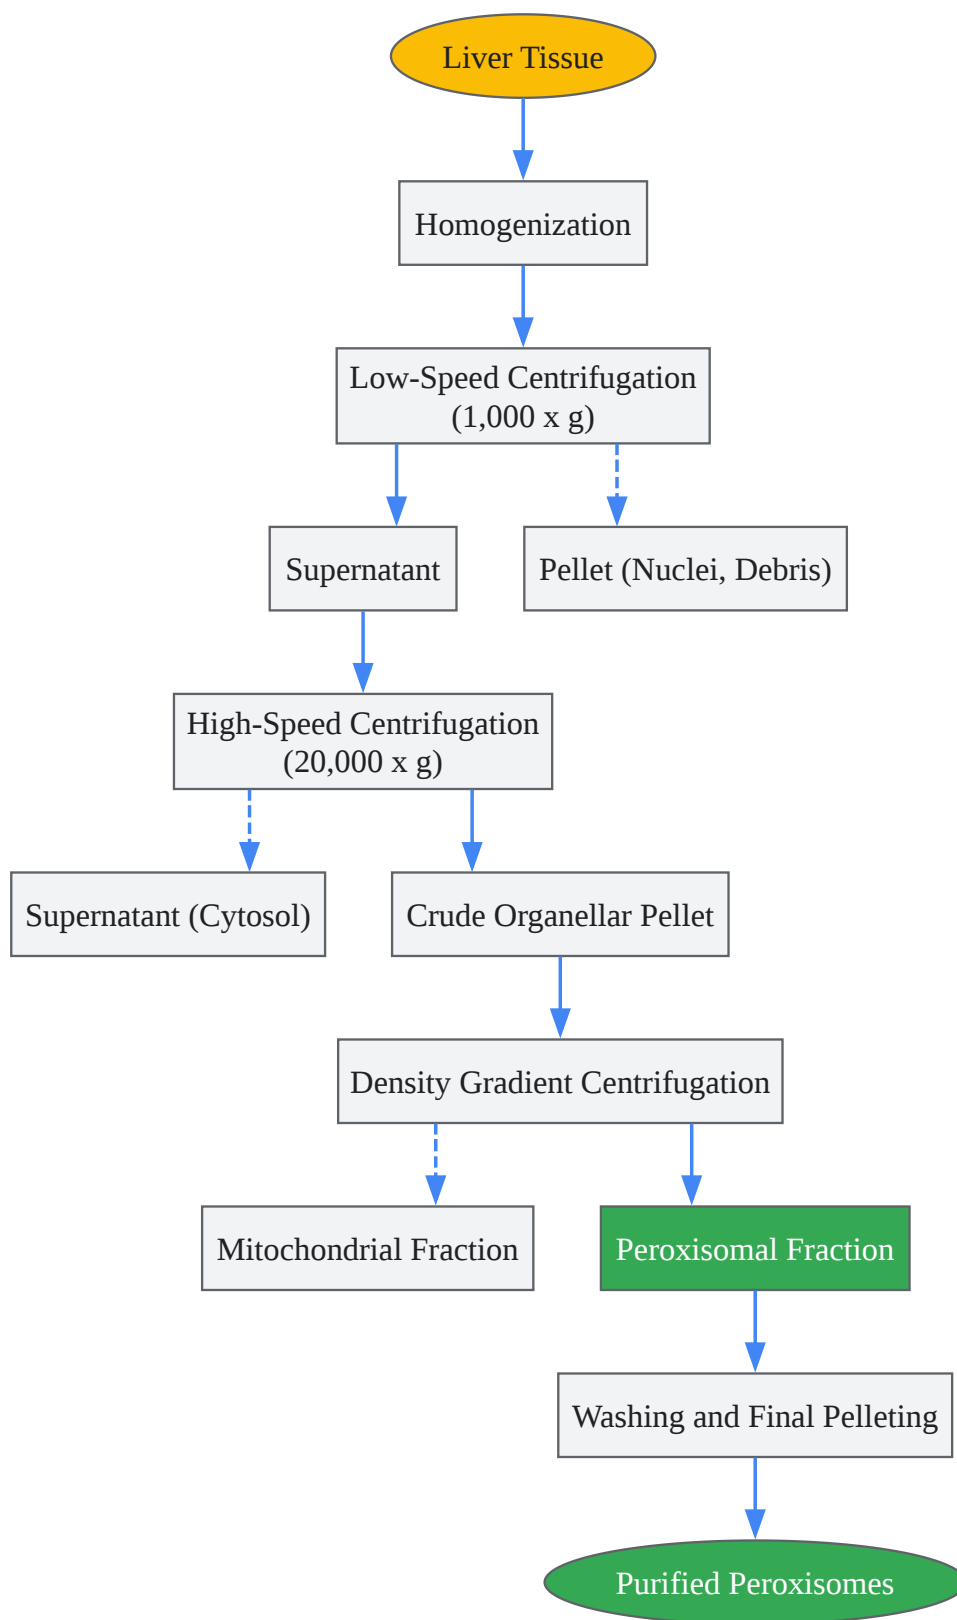 Liver Tissue
Homogenization
Low-Speed Centrifugation
(1,000 x g)
Supernatant
Pellet (Nuclei, Debris)
High-Speed Centrifugation
(20,000 x g)
Supernatant (Cytosol)
Crude Organellar Pellet
Density Gradient Centrifugation
Mitochondrial Fraction
Peroxisomal Fraction
Washing and Final Pelleting
Purified Peroxisomes